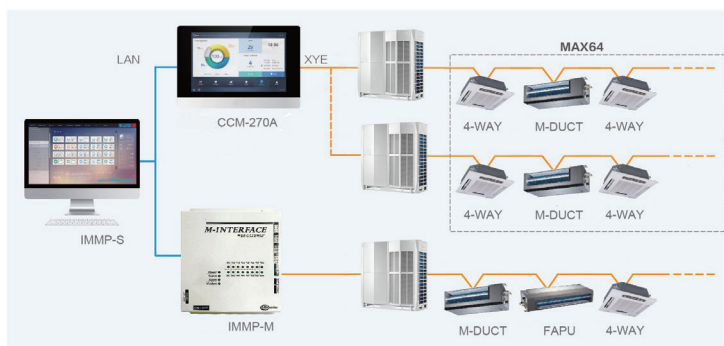 MAX64
LAN
XYE
CCM-270A
4-WAY
M-DUCT
4-WAY
IMMP-S
4-WAY
M-DUCT
4-WAY
M-INTERFACE
IMMP-M
M-DUCT
FAPU
4-WAY